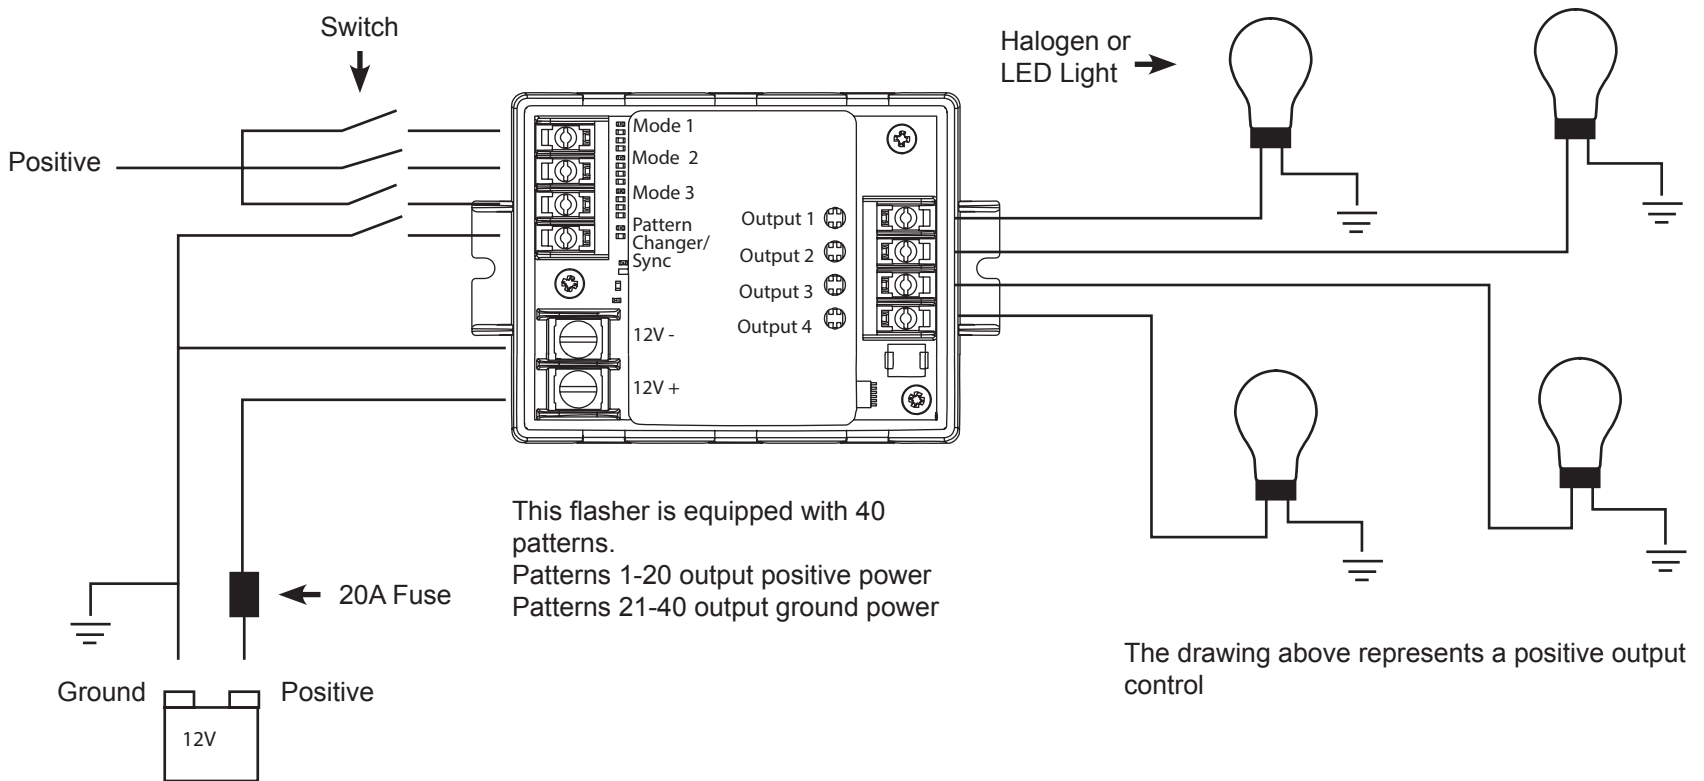 Switch
Halogen or
LED Light
Positive
Mode 1
Mode 2
Mode 3
Pattern
Changer/
Sync
Output 1
Output 2
Output 3
Output 4
12V -
12V +
This flasher is equipped with 40
patterns.
Patterns 1-20 output positive power
Patterns 21-40 output ground power
20A Fuse
The drawing above represents a positive output
control
Ground
Positive
12V